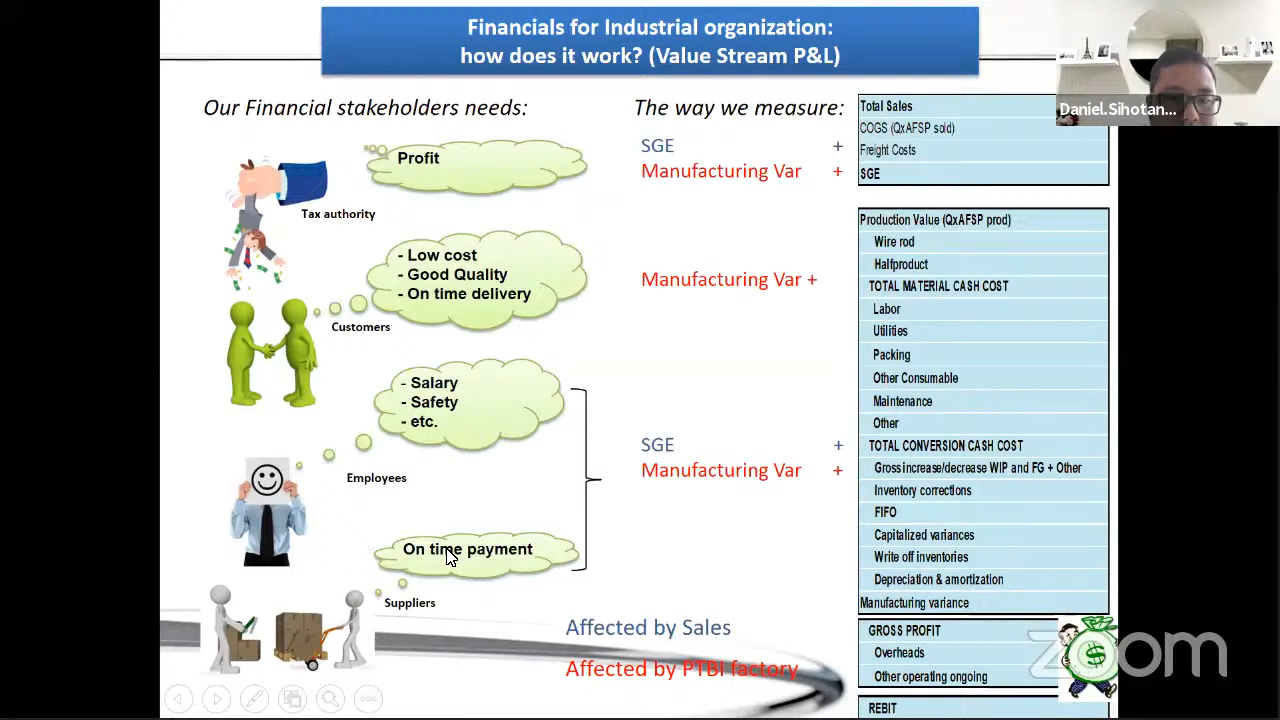 Financials for Industrial organization:
how does it work? (Value Stream P&L)
Daniel.Sihotan...
Our Financial stakeholders needs:
The way we measure:
Profit
Tax authority
SGE +
Manufacturing Var +
- Low cost
- Good Quality
- On time delivery
Customers
Manufacturing Var +
- Salary
- Safety
- etc.
Employees
SGE +
Manufacturing Var +
On time payment
Suppliers
Affected by Sales
Affected by PTBI factory
Total Sales
COGS (QxAFSP sold)
Freight Costs
SGE
Production Value (QxAFSP prod)
Wire rod
Halfproduct
TOTAL MATERIAL CASH COST
Labor
Utilities
Packing
Other Consumable
Maintenance
Other
TOTAL CONVERSION CASH COST
Gross increase/decrease WIP and FG + Other
Inventory corrections
FIFO
Capitalized variances
Write off inventories
Depreciation & amortization
Manufacturing variance
GROSS PROFIT
Overheads
Other operating ongoing
REBIT
zoom